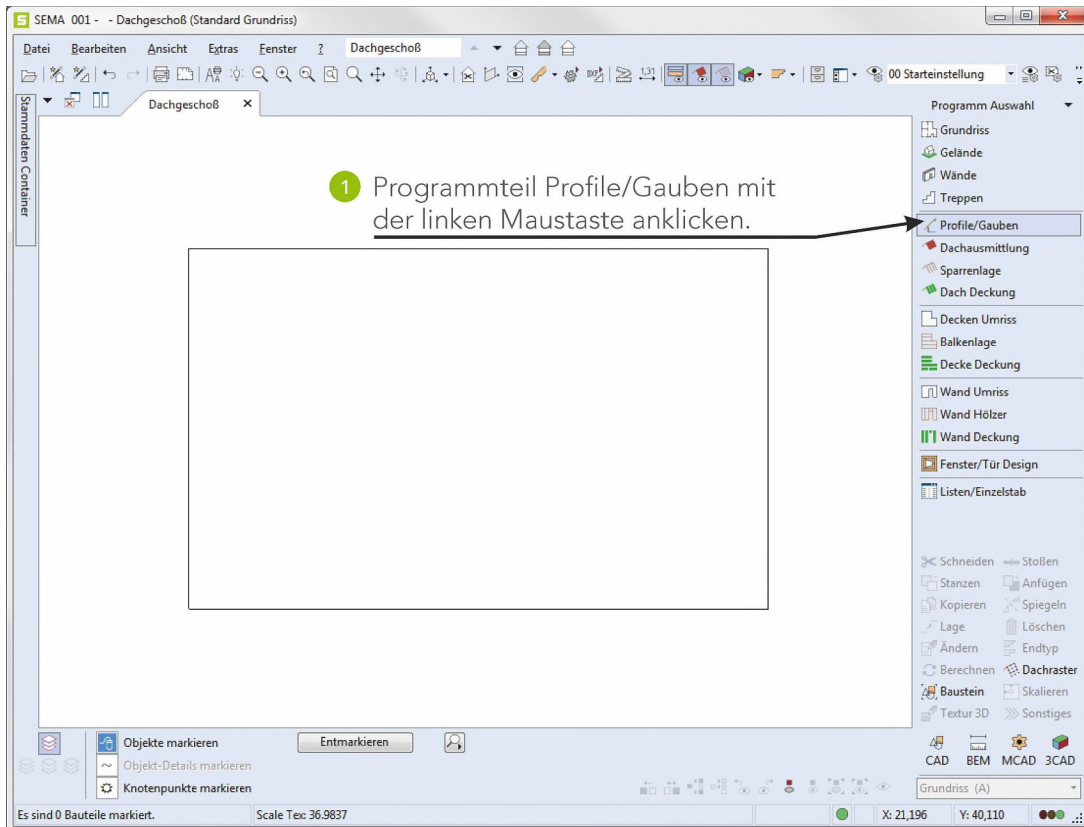 SEMA 001 - - Dachgeschoß (Standard Grundriss)
Datei Bearbeiten Ansicht Extras Fenster ? Dachgeschoß
1,31
00 Starteinstellung
Stammdaten Container
Dachgeschoß
Programm Auswahl
Grundriss
Gelände
Wände
Treppen
Profile/Gauben
Dachausmittlung
Sparrenlage
Dach Deckung
Decken Umriss
Balkenlage
Decke Deckung
Wand Umriss
Wand Hölzer
Wand Deckung
Fenster/Tür Design
Listen/Einzelstab
1 Programmteil Profile/Gauben mit
der linken Maustaste anklicken.
Schneiden Stoßen
Stanzen Anfügen
Kopieren Spiegeln
Lage Löschen
Ändern Endtyp
Berechnen Dachraster
Baustein Skalieren
Textur 3D Sonstiges
CAD BEM MCAD 3CAD
Grundriss (A)
Objekte markieren Entmarkieren
Objekt-Details markieren
Knotenpunkte markieren
Es sind 0 Bauteile markiert. Scale Tex: 36.9837 X: 21,196 Y: 40,110